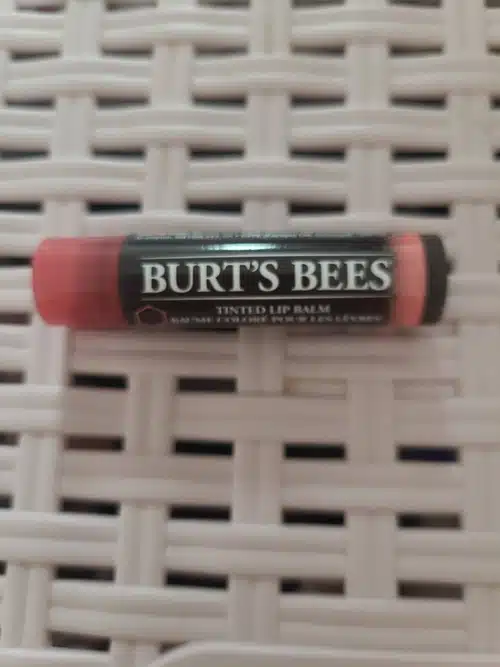 BURT'S BEES
TINTED LIP BALM
BAUME COLORÉ POUR LES LÈVRES